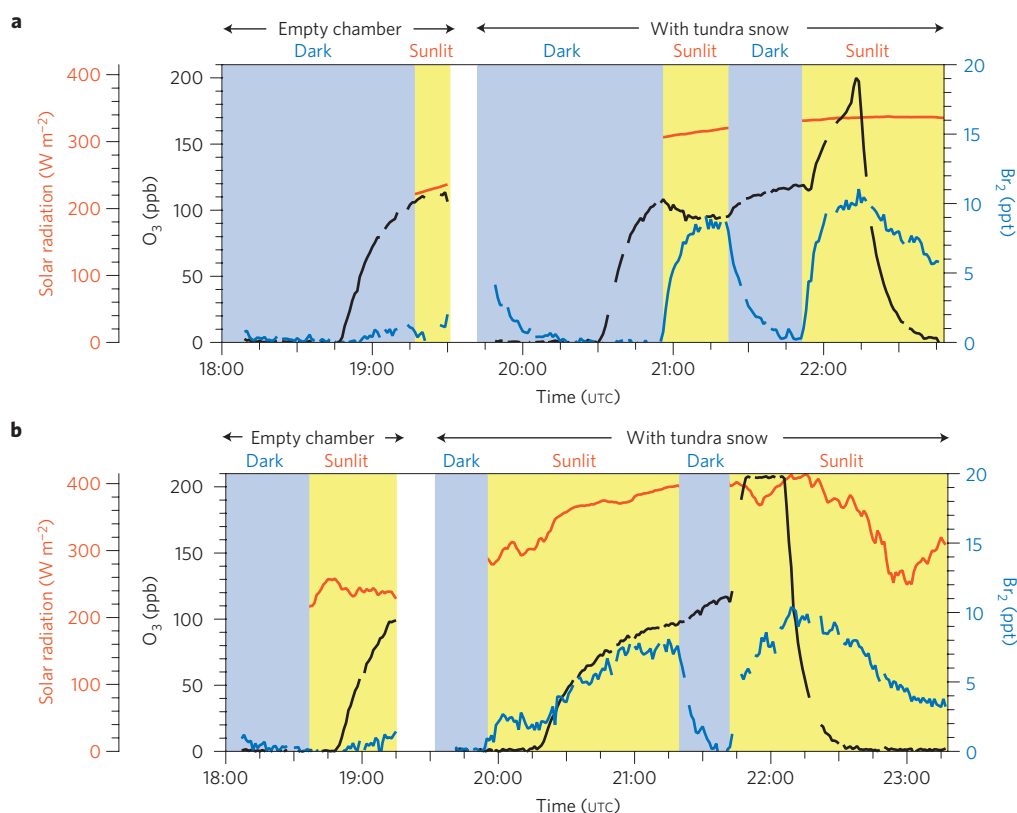 a
Empty chamber
With tundra snow
Dark
Sunlit
Dark
Sunlit
Dark
Sunlit
Solar radiation (W m−2)
400
300
200
100
0
O3 (ppb)
200
150
100
50
0
20
15
10
5
0
Br2 (ppt)
18:00
19:00
20:00
21:00
22:00
Time (UTC)
b
Empty chamber
With tundra snow
Dark
Sunlit
Dark
Sunlit
Dark
Sunlit
Solar radiation (W m−2)
400
300
200
100
0
O3 (ppb)
200
150
100
50
0
20
15
10
5
0
Br2 (ppt)
18:00
19:00
20:00
21:00
22:00
23:00
Time (UTC)